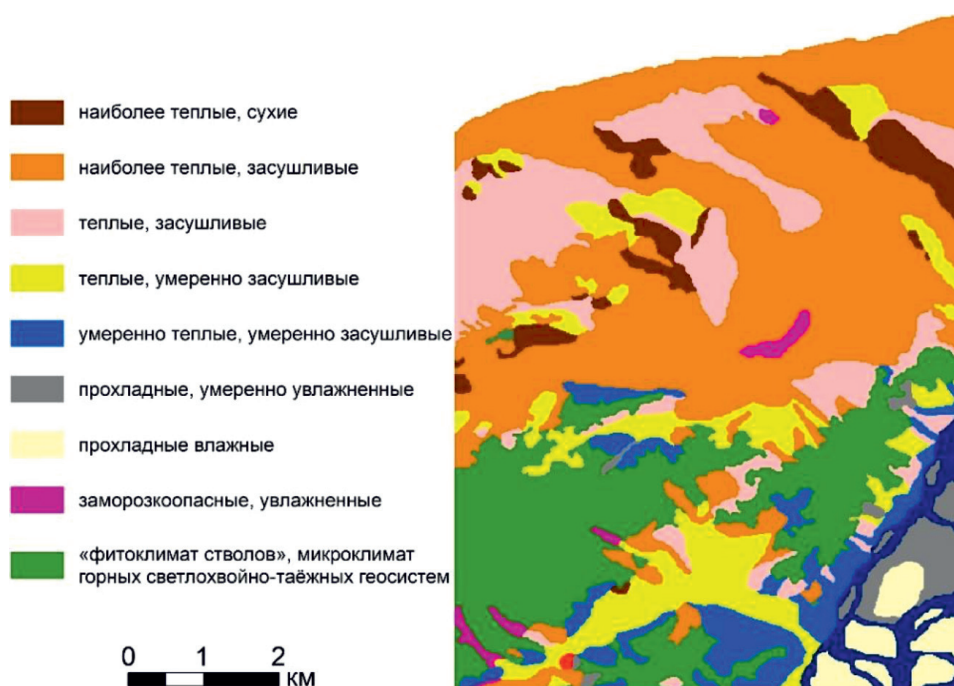 наиболее теплые, сухие
наиболее теплые, засушливые
теплые, засушливые
теплые, умеренно засушливые
умеренно теплые, умеренно засушливые
прохладные, умеренно увлажненные
прохладные влажные
заморозкоопасные, увлажненные
«фитоклимат стволов», микроклимат
горных светлохвойно-таёжных геосистем
0 1 2
км